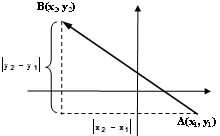 B(x₂, y₂)
|y₂ - y₁|
A(x₁, y₁)
|x₂ - x₁|